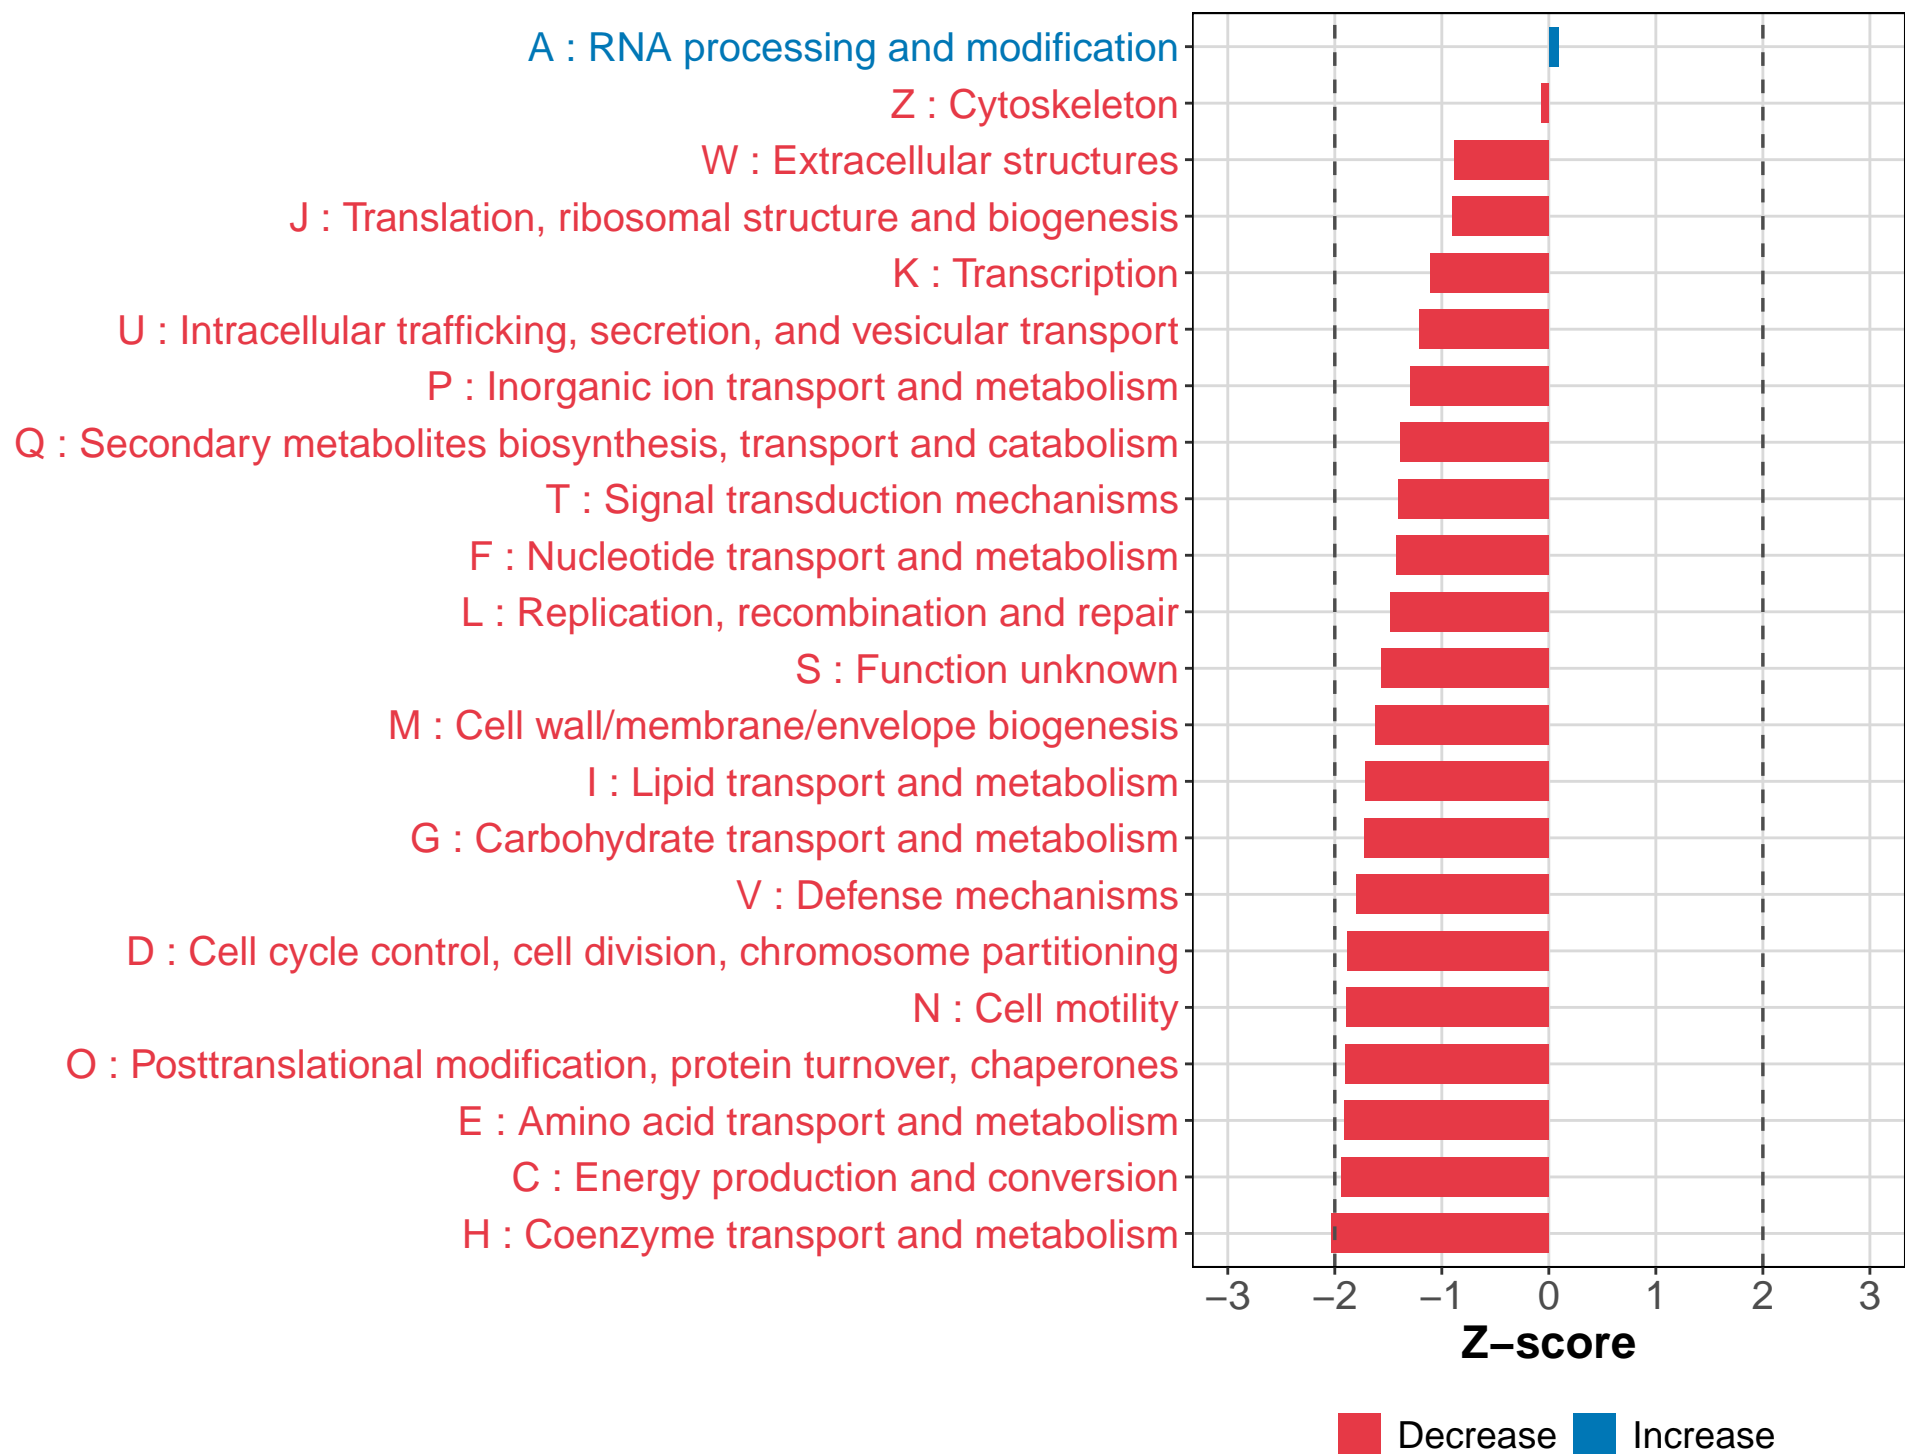 A : RNA processing and modification
Z : Cytoskeleton
W : Extracellular structures
J : Translation, ribosomal structure and biogenesis
K : Transcription
U : Intracellular trafficking, secretion, and vesicular transport
P : Inorganic ion transport and metabolism
Q : Secondary metabolites biosynthesis, transport and catabolism
T : Signal transduction mechanisms
F : Nucleotide transport and metabolism
L : Replication, recombination and repair
S : Function unknown
M : Cell wall/membrane/envelope biogenesis
I : Lipid transport and metabolism
G : Carbohydrate transport and metabolism
V : Defense mechanisms
D : Cell cycle control, cell division, chromosome partitioning
N : Cell motility
O : Posttranslational modification, protein turnover, chaperones
E : Amino acid transport and metabolism
C : Energy production and conversion
H : Coenzyme transport and metabolism
−3 −2 −1 0 1 2 3
Z−score
Decrease Increase